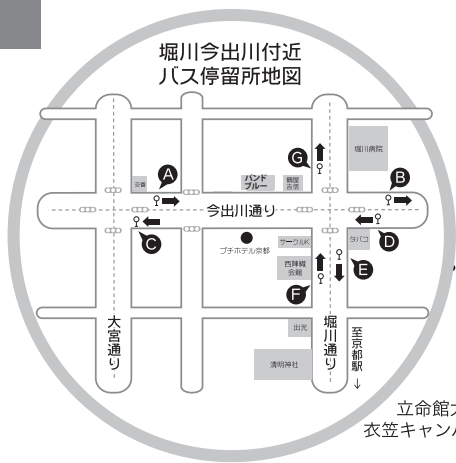 堀川今出川付近
バス停留所地図
堀川病院
G
A
B
交番
バンド
ブルー
鶴屋
吉信
今出川通り
C
プチホテル京都
サークルK
タバコ
D
西陣織
会館
E
F
大宮通り
出光
堀川通り
至京都駅
↓
清明神社
立命館大
衣笠キャンパ